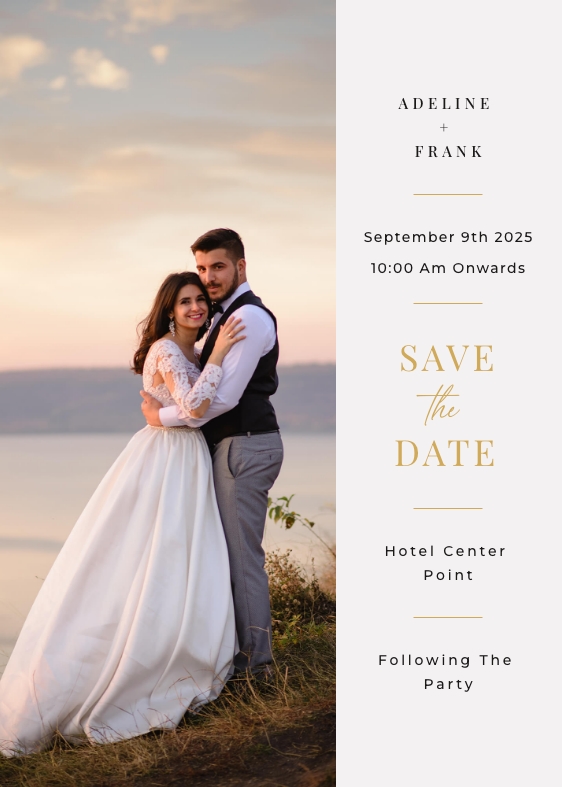 ADELINE
+
FRANK
September 9th 2025
10:00 Am Onwards
SAVE
the
DATE
Hotel Center
Point
Following The
Party